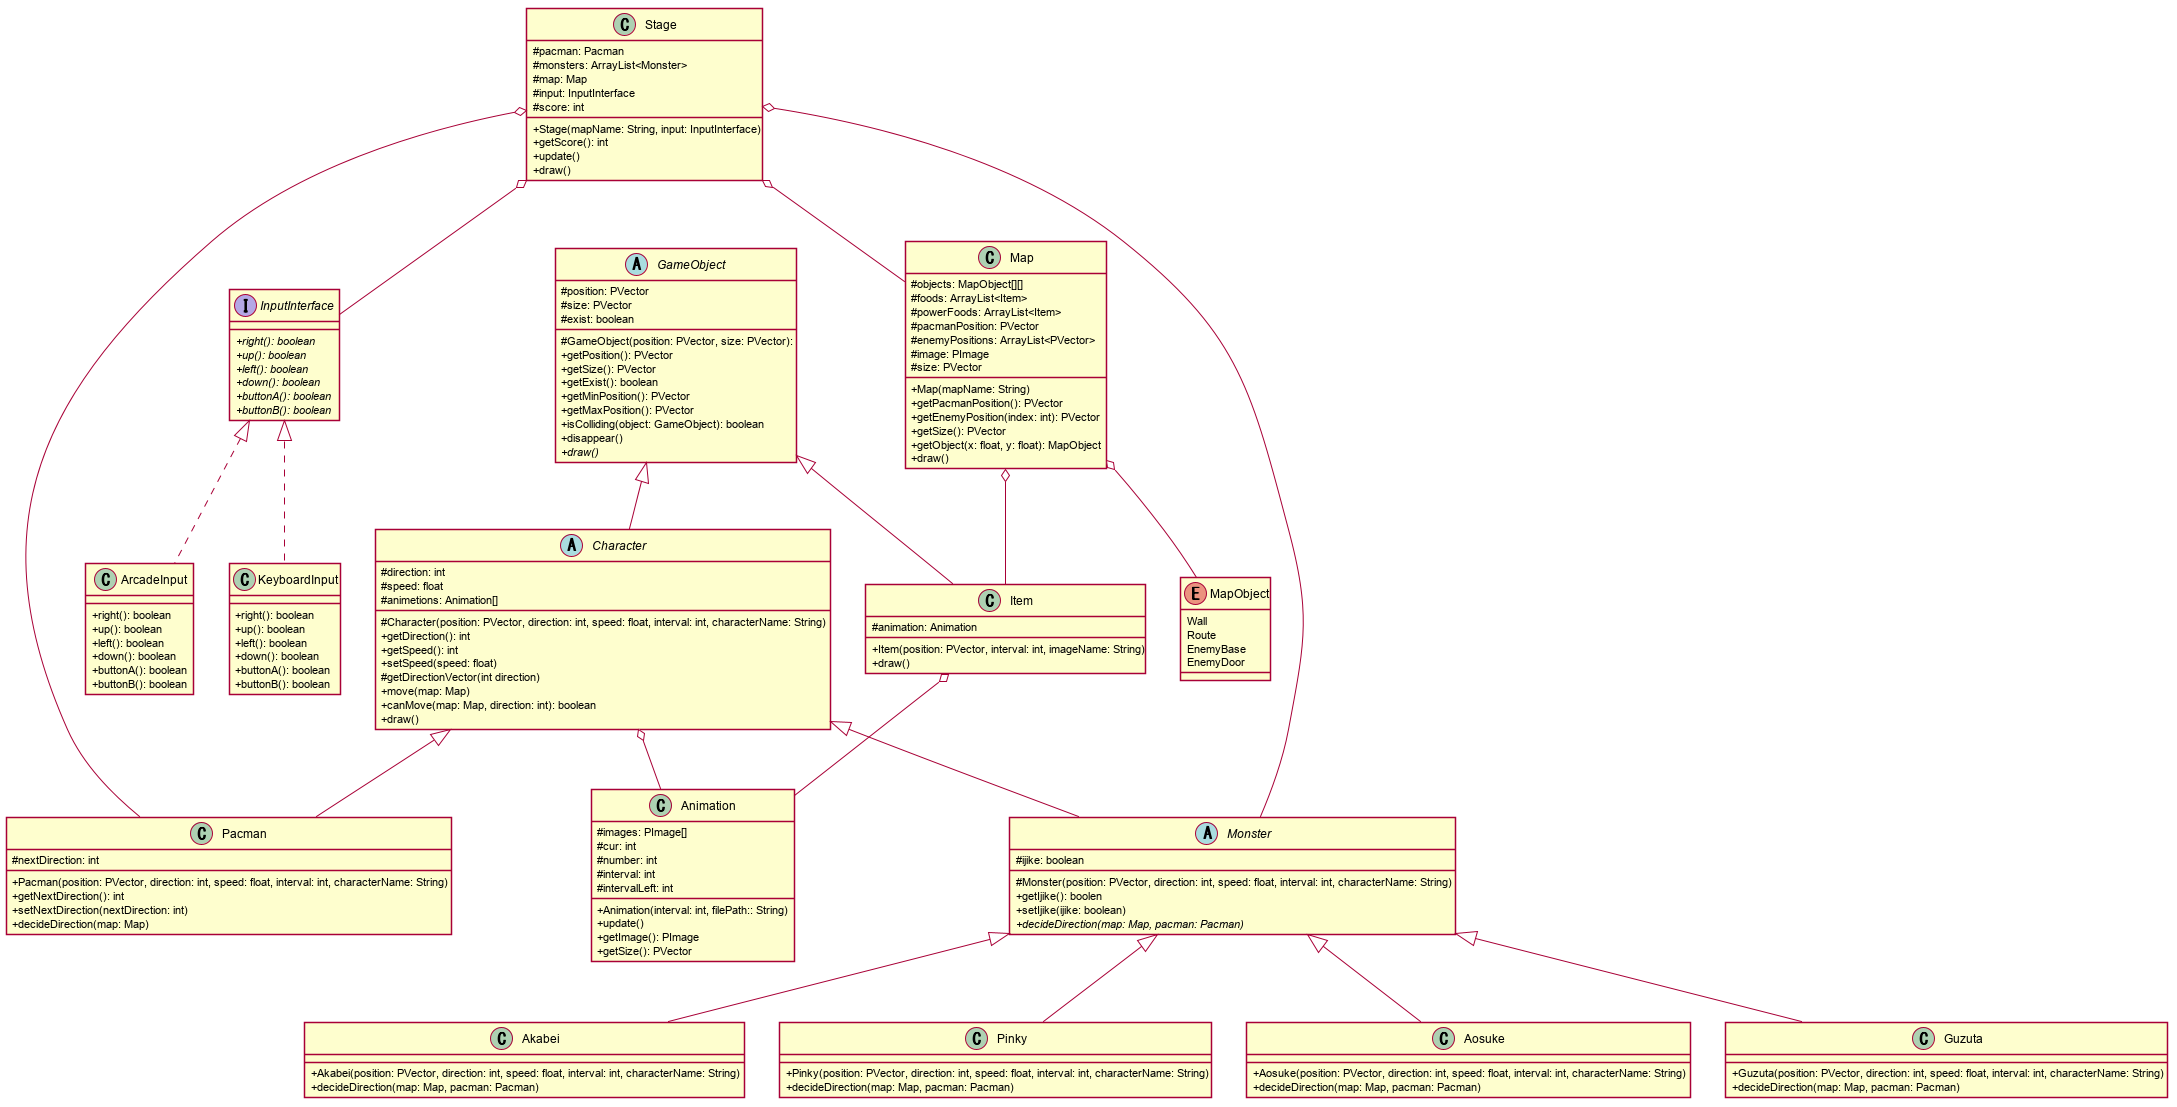 C Stage
#pacman: Pacman
#monsters: ArrayList<Monster>
#map: Map
#input: InputInterface
#score: int
+Stage(mapName: String, input: InputInterface)
+getScore(): int
+update()
+draw()
I InputInterface
+right(): boolean
+up(): boolean
+left(): boolean
+down(): boolean
+buttonA(): boolean
+buttonB(): boolean
A GameObject
#position: PVector
#size: PVector
#exist: boolean
#GameObject(position: PVector, size: PVector):
+getPosition(): PVector
+getSize(): PVector
+getExist(): boolean
+getMinPosition(): PVector
+getMaxPosition(): PVector
+isColliding(object: GameObject): boolean
+disappear()
+draw()
C Map
#objects: MapObject[][]
#foods: ArrayList<Item>
#powerFoods: ArrayList<Item>
#pacmanPosition: PVector
#enemyPositions: ArrayList<PVector>
#image: PImage
#size: PVector
+Map(mapName: String)
+getPacmanPosition(): PVector
+getEnemyPosition(index: int): PVector
+getSize(): PVector
+getObject(x: float, y: float): MapObject
+draw()
C ArcadeInput
+right(): boolean
+up(): boolean
+left(): boolean
+down(): boolean
+buttonA(): boolean
+buttonB(): boolean
C KeyboardInput
+right(): boolean
+up(): boolean
+left(): boolean
+down(): boolean
+buttonA(): boolean
+buttonB(): boolean
A Character
#direction: int
#speed: float
#animetions: Animation[]
#Character(position: PVector, direction: int, speed: float, interval: int, characterName: String)
+getDirection(): int
+getSpeed(): int
+setSpeed(speed: float)
#getDirectionVector(int direction)
+move(map: Map)
+canMove(map: Map, direction: int): boolean
+draw()
C Item
#animation: Animation
+Item(position: PVector, interval: int, imageName: String)
+draw()
E MapObject
Wall
Route
EnemyBase
EnemyDoor
C Pacman
#nextDirection: int
+Pacman(position: PVector, direction: int, speed: float, interval: int, characterName: String)
+getNextDirection(): int
+setNextDirection(nextDirection: int)
+decideDirection(map: Map)
C Animation
#images: PImage[]
#cur: int
#number: int
#interval: int
#intervalLeft: int
+Animation(interval: int, filePath:: String)
+update()
+getImage(): PImage
+getSize(): PVector
A Monster
#ijike: boolean
#Monster(position: PVector, direction: int, speed: float, interval: int, characterName: String)
+getIjike(): boolen
+setIjike(ijike: boolean)
+decideDirection(map: Map, pacman: Pacman)
C Akabei
+Akabei(position: PVector, direction: int, speed: float, interval: int, characterName: String)
+decideDirection(map: Map, pacman: Pacman)
C Pinky
+Pinky(position: PVector, direction: int, speed: float, interval: int, characterName: String)
+decideDirection(map: Map, pacman: Pacman)
C Aosuke
+Aosuke(position: PVector, direction: int, speed: float, interval: int, characterName: String)
+decideDirection(map: Map, pacman: Pacman)
C Guzuta
+Guzuta(position: PVector, direction: int, speed: float, interval: int, characterName: String)
+decideDirection(map: Map, pacman: Pacman)